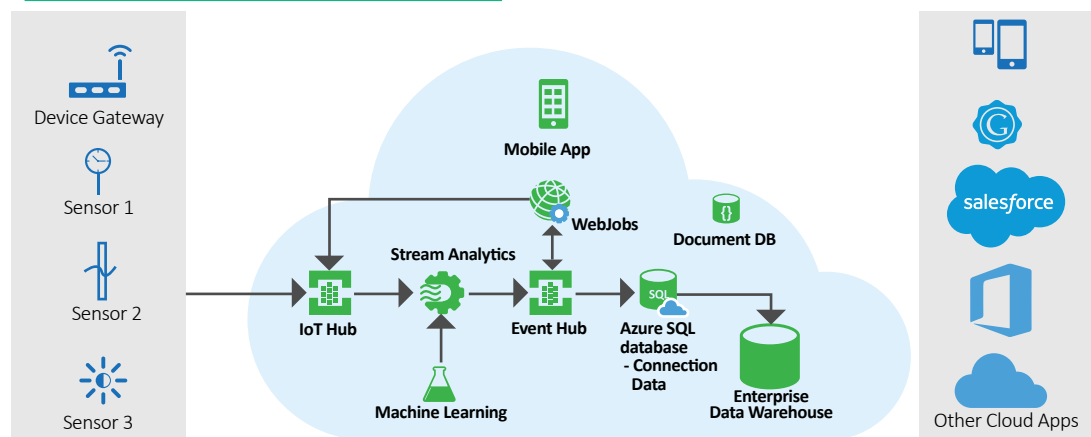 Device Gateway
Sensor 1
Sensor 2
Sensor 3
Mobile App
WebJobs
Document DB
{}
Stream Analytics
IoT Hub
Event Hub
SQL
Azure SQL
database
- Connection
Data
Machine Learning
Enterprise
Data Warehouse
G
salesforce
Other Cloud Apps